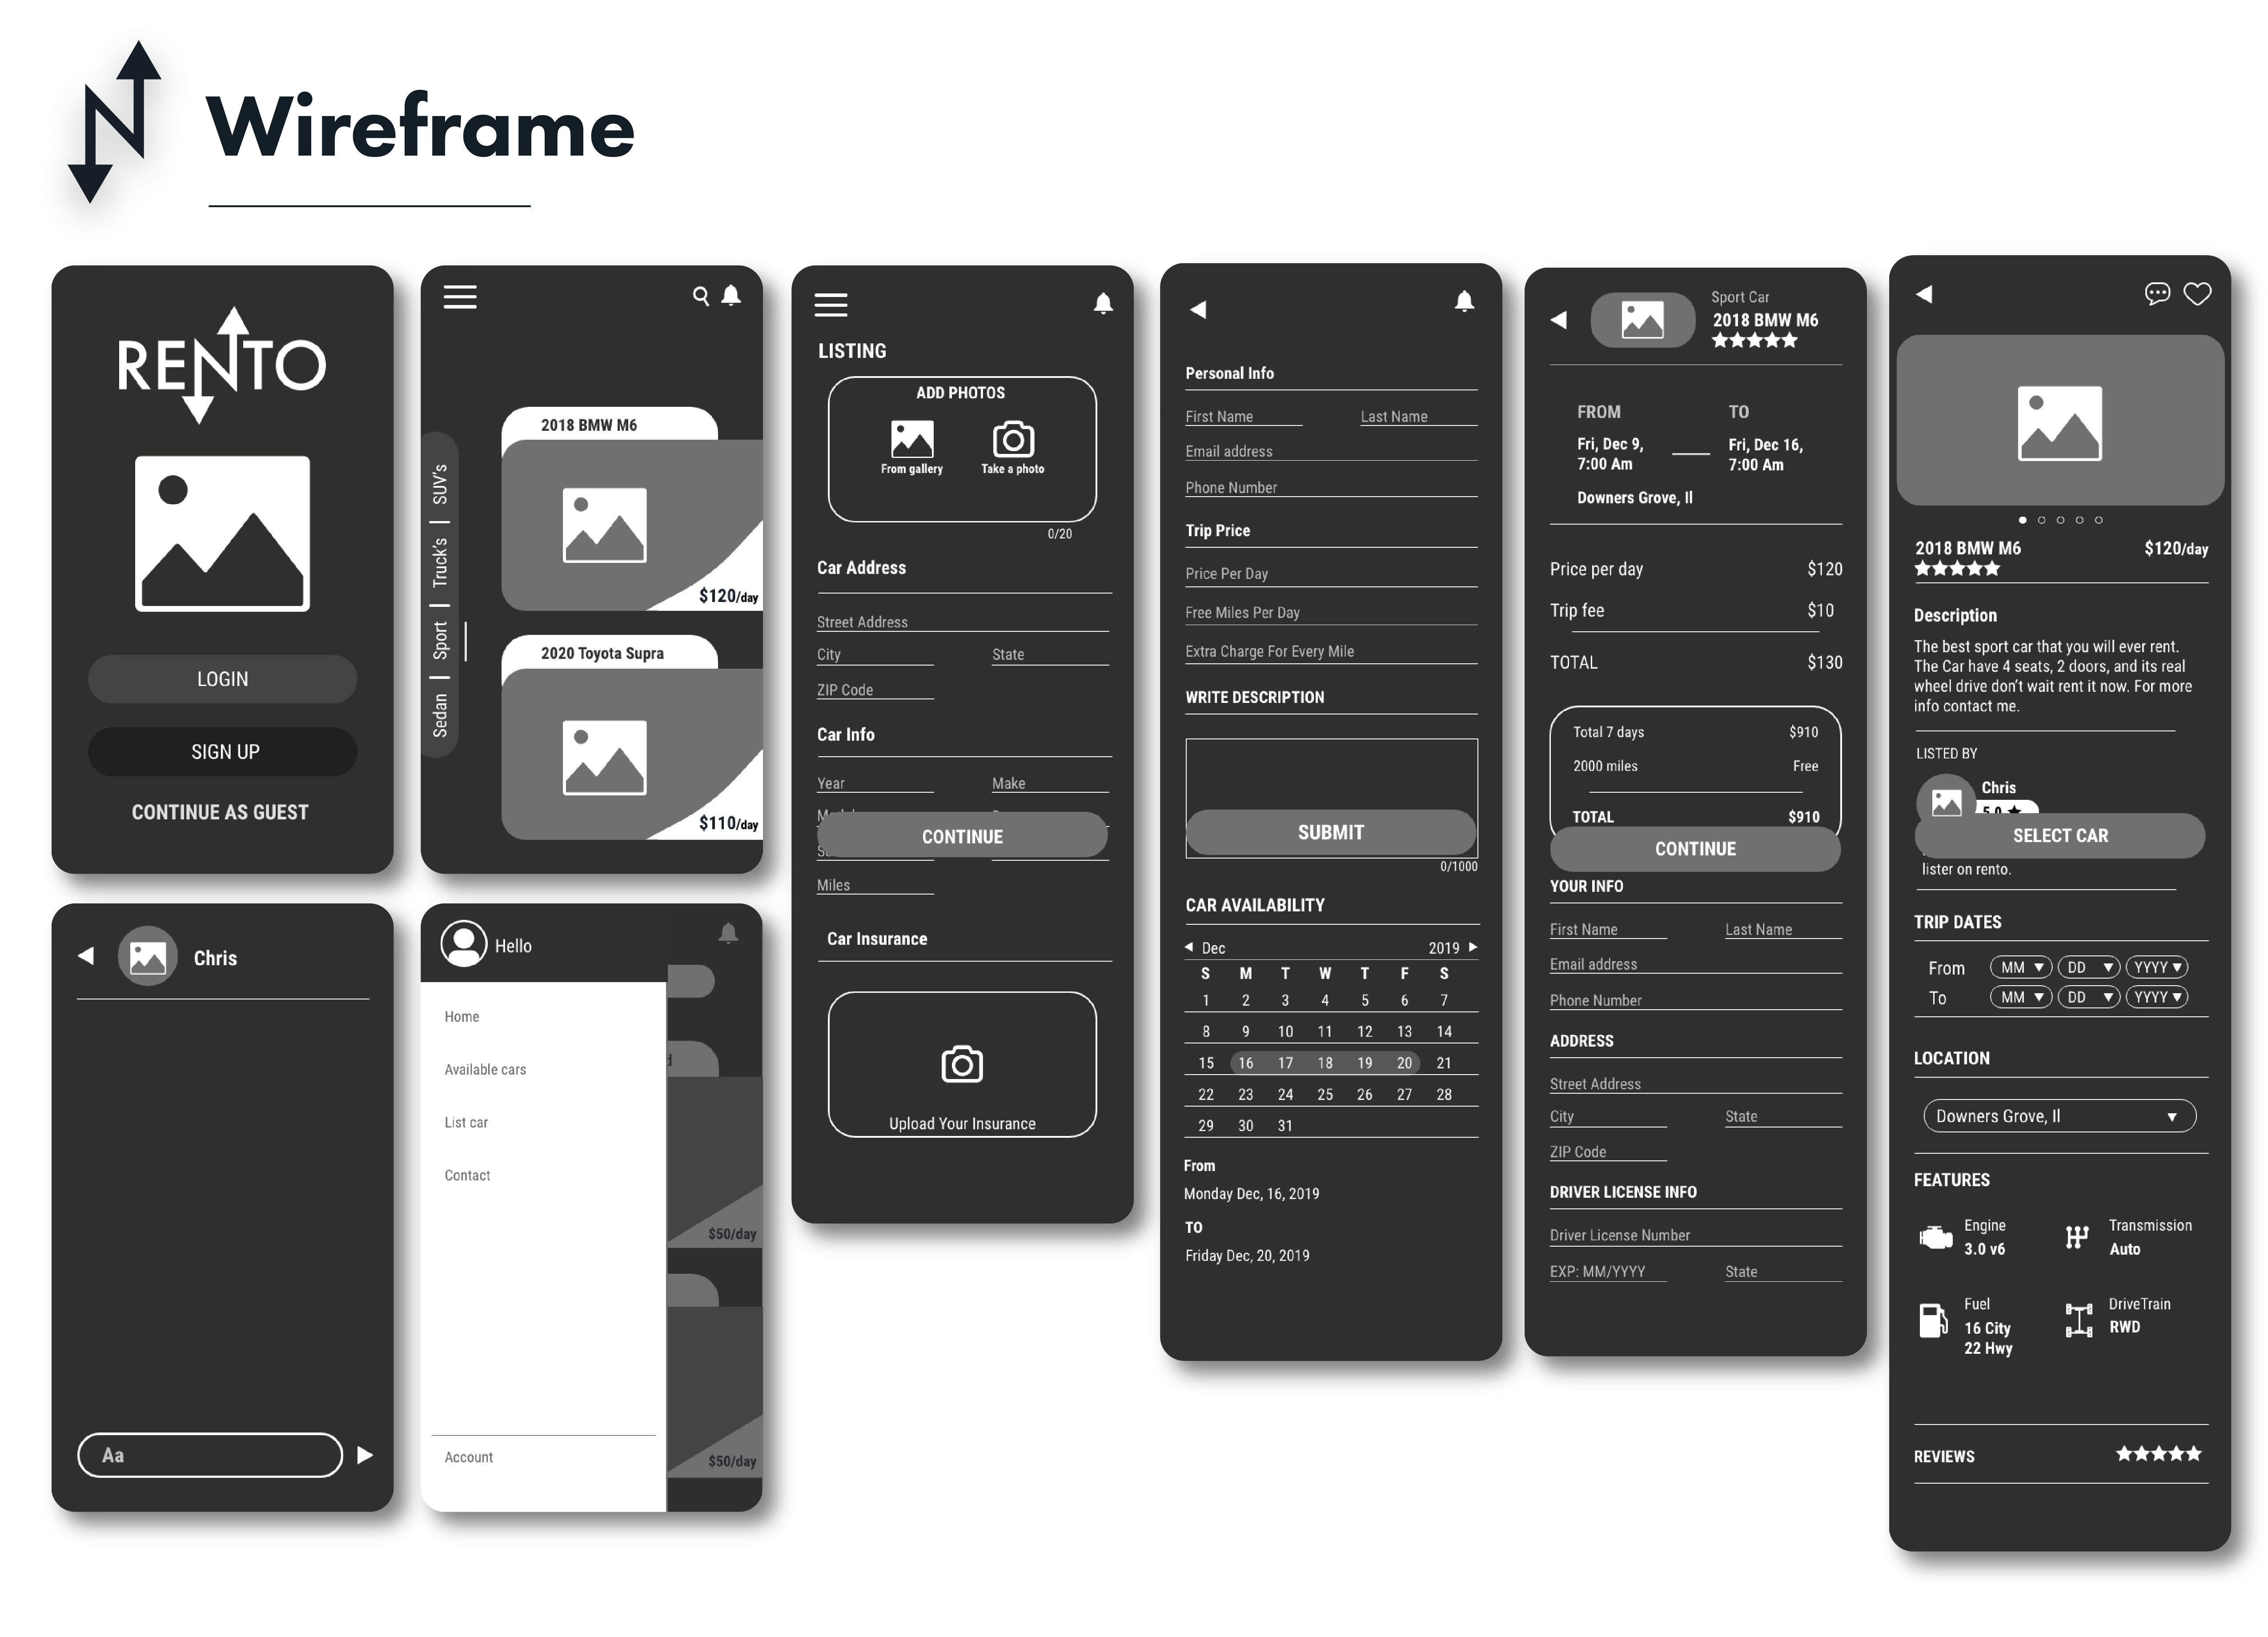 Wireframe
RENTO
LOGIN
SIGN UP
CONTINUE AS GUEST
SUV's | Truck's | Sport | Sedan
2018 BMW M6
$120/day
2020 Toyota Supra
$110/day
LISTING
ADD PHOTOS
From gallery Take a photo
0/20
Car Address
Street Address
City State
ZIP Code
Car Info
Year Make
CONTINUE
Miles
Car Insurance
Upload Your Insurance
Personal Info
First Name Last Name
Email address
Phone Number
Trip Price
Price Per Day
Free Miles Per Day
Extra Charge For Every Mile
WRITE DESCRIPTION
SUBMIT
0/1000
CAR AVAILABILITY
Dec 2019
S M T W T F S
1 2 3 4 5 6 7
8 9 10 11 12 13 14
15 16 17 18 19 20 21
22 23 24 25 26 27 28
29 30 31
From
Monday Dec, 16, 2019
TO
Friday Dec, 20, 2019
Sport Car
2018 BMW M6
FROM TO
Fri, Dec 9, Fri, Dec 16,
7:00 Am 7:00 Am
Downers Grove, Il
Price per day $120
Trip fee $10
TOTAL $130
Total 7 days $910
2000 miles Free
TOTAL $910
CONTINUE
YOUR INFO
First Name Last Name
Email address
Phone Number
ADDRESS
Street Address
City State
ZIP Code
DRIVER LICENSE INFO
Driver License Number
EXP: MM/YYYY State
2018 BMW M6 $120/day
Description
The best sport car that you will ever rent.
The Car have 4 seats, 2 doors, and its real
wheel drive don't wait rent it now. For more
info contact me.
LISTED BY
Chris
5.0
SELECT CAR
lister on rento.
TRIP DATES
From MM DD YYYY
To MM DD YYYY
LOCATION
Downers Grove, Il
FEATURES
Engine Transmission
3.0 v6 Auto
Fuel DriveTrain
16 City RWD
22 Hwy
REVIEWS
Chris
Aa
Hello
Home
Available cars
List car
Contact
Account
$50/day
$50/day